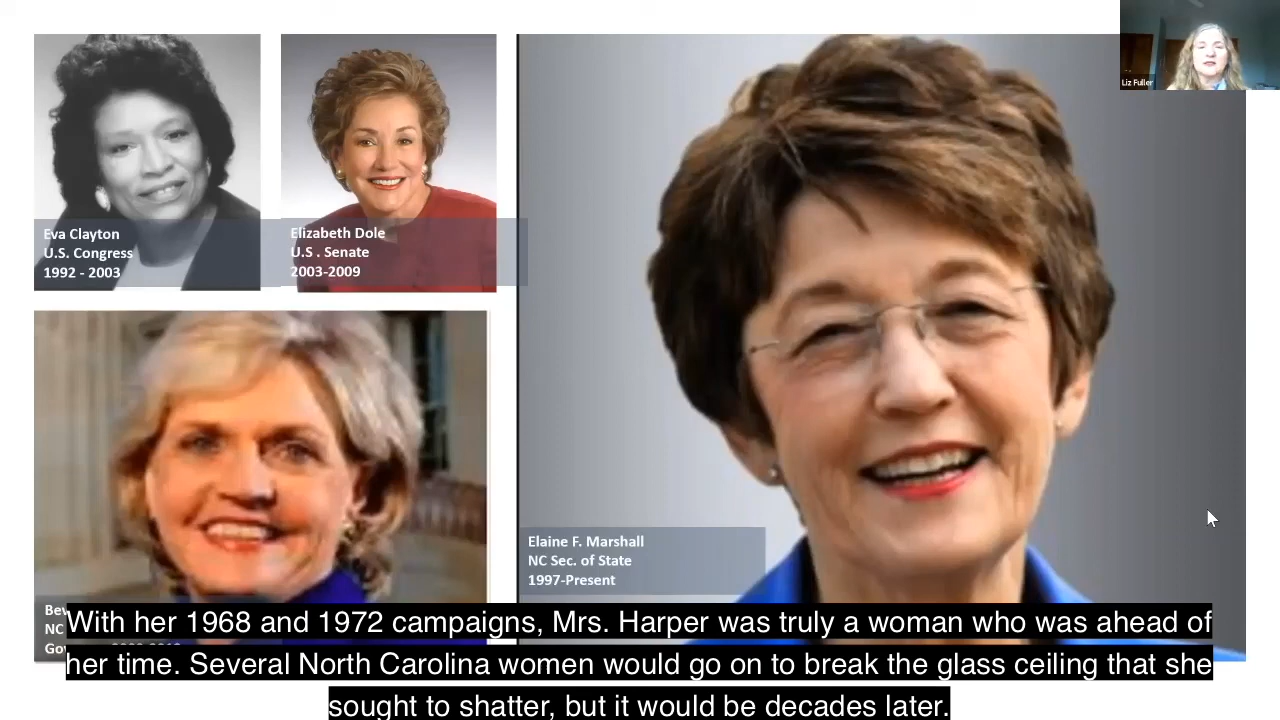 Liz Fuller
Eva Clayton
U.S. Congress
1992 - 2003
Elizabeth Dole
U.S . Senate
2003-2009
Elaine F. Marshall
NC Sec. of State
1997-Present
Bev
NC
Gov
With her 1968 and 1972 campaigns, Mrs. Harper was truly a woman who was ahead of
her time. Several North Carolina women would go on to break the glass ceiling that she
sought to shatter, but it would be decades later.